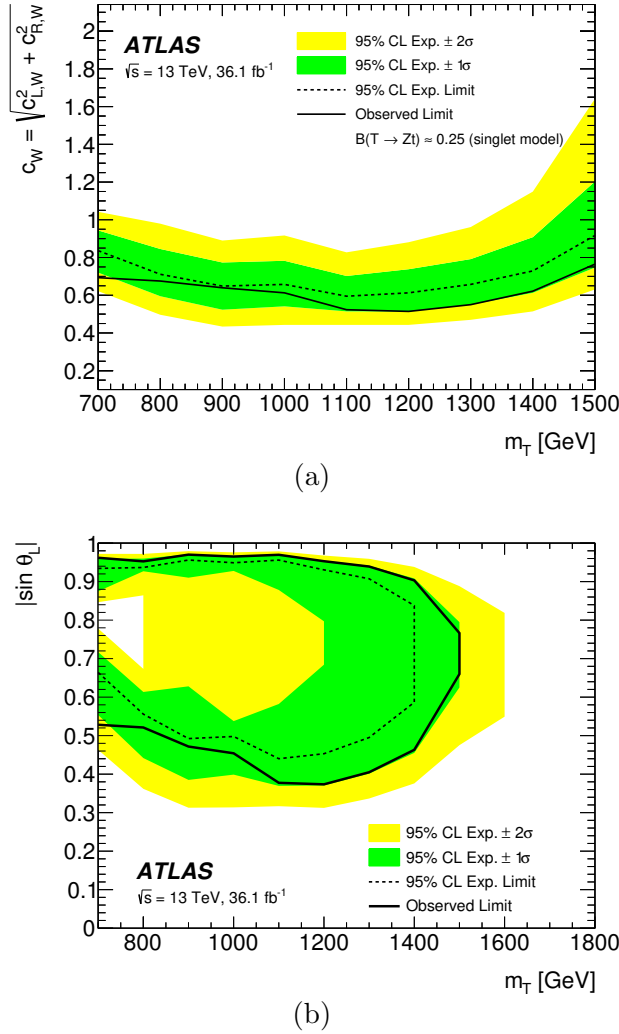 c_W = √c²_{L,W} + c²_{R,W}
ATLAS
√s = 13 TeV, 36.1 fb⁻¹
95% CL Exp. ± 2σ
95% CL Exp. ± 1σ
95% CL Exp. Limit
Observed Limit
B(T → Zt) ≈ 0.25 (singlet model)
2
1.8
1.6
1.4
1.2
1
0.8
0.6
0.4
0.2
700 800 900 1000 1100 1200 1300 1400 1500
m_T [GeV]
(a)
|sin θ_L|
1
0.9
0.8
0.7
0.6
0.5
0.4
0.3
0.2
0.1
0
95% CL Exp. ± 2σ
95% CL Exp. ± 1σ
95% CL Exp. Limit
Observed Limit
ATLAS
√s = 13 TeV, 36.1 fb⁻¹
800 1000 1200 1400 1600 1800
m_T [GeV]
(b)